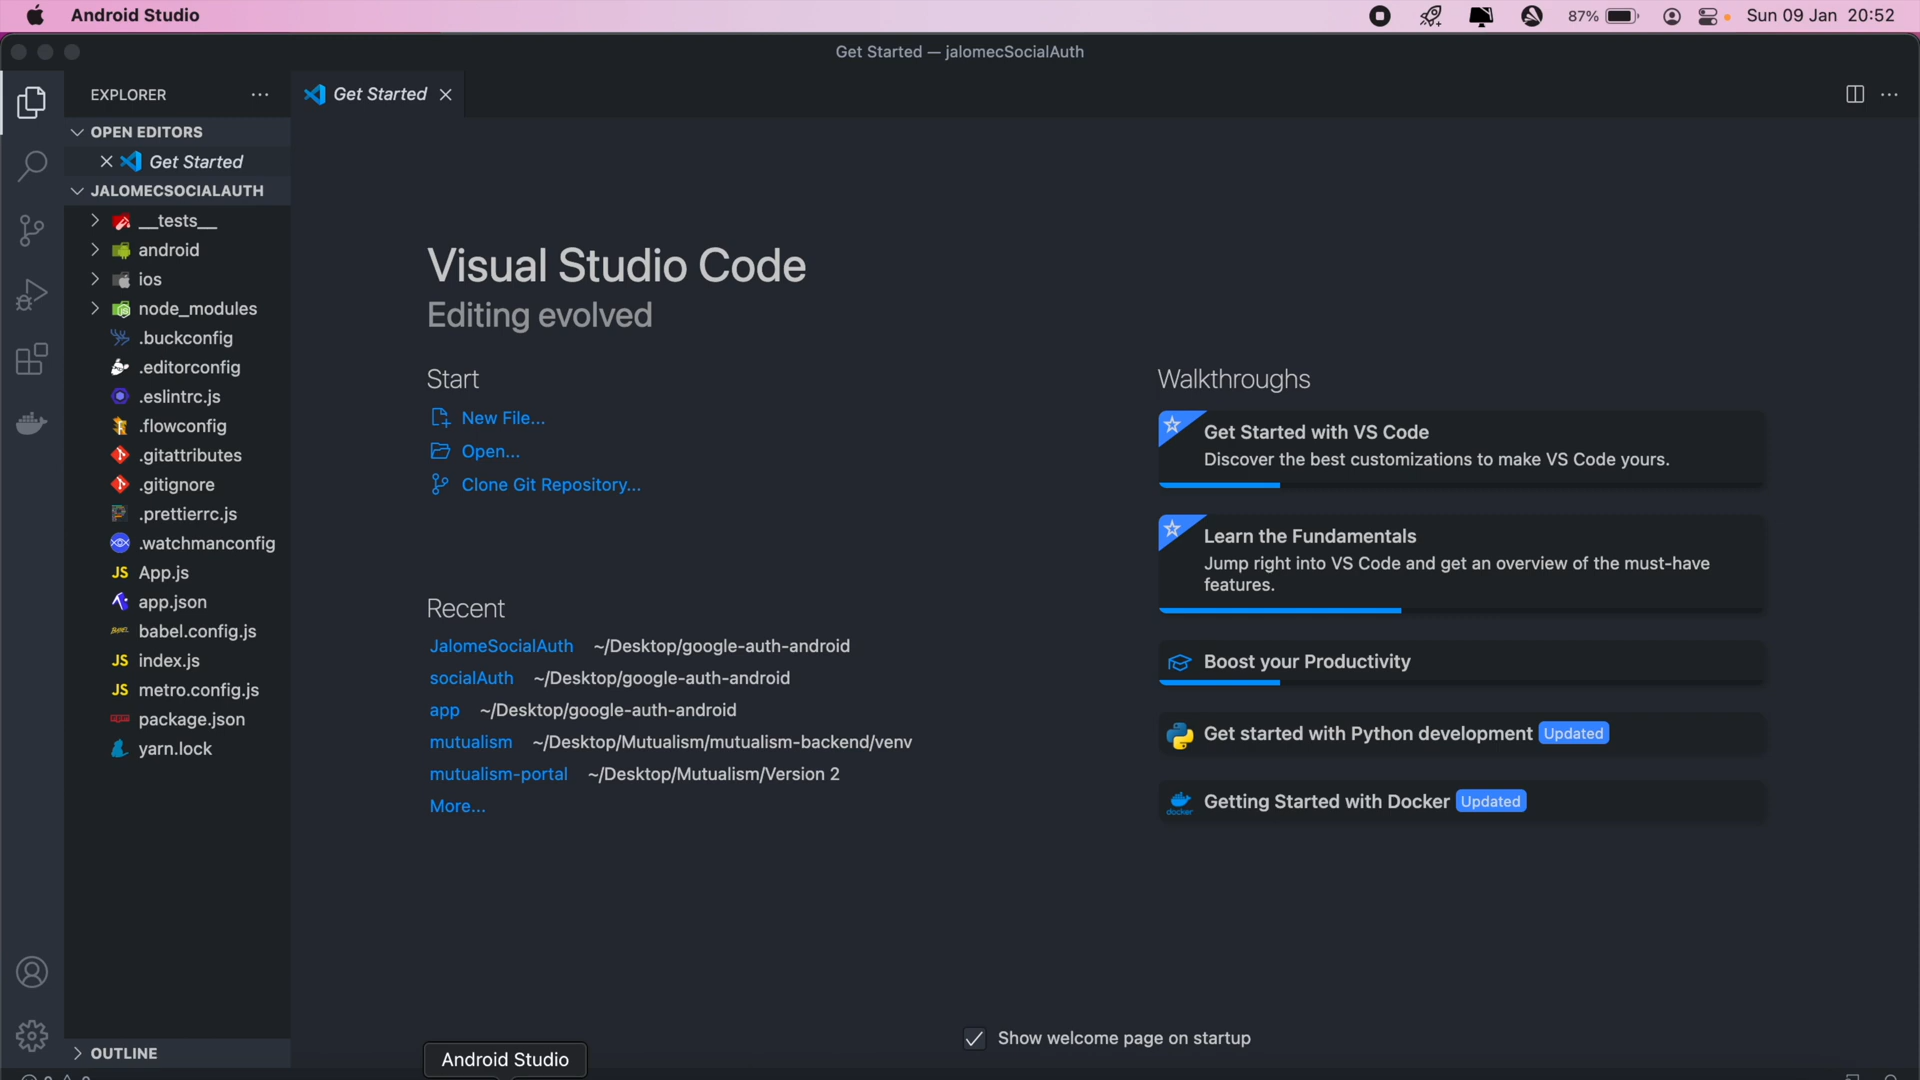 Android Studio
87%
Sun 09 Jan 20:52
Get Started — jalomecSocialAuth
EXPLORER
Get Started
OPEN EDITORS
Get Started
JALOMECSOCIALAUTH
__tests__
android
ios
node_modules
.buckconfig
.editorconfig
.eslintrc.js
.flowconfig
.gitattributes
.gitignore
.prettierrc.js
.watchmanconfig
JS App.js
app.json
babel.config.js
JS index.js
JS metro.config.js
package.json
yarn.lock
OUTLINE
Visual Studio Code
Editing evolved
Start
New File...
Open...
Clone Git Repository...
Recent
JalomeSocialAuth ~/Desktop/google-auth-android
socialAuth ~/Desktop/google-auth-android
app ~/Desktop/google-auth-android
mutualism ~/Desktop/Mutualism/mutualism-backend/venv
mutualism-portal ~/Desktop/Mutualism/Version 2
More...
Walkthroughs
Get Started with VS Code
Discover the best customizations to make VS Code yours.
Learn the Fundamentals
Jump right into VS Code and get an overview of the must-have
features.
Boost your Productivity
Get started with Python development Updated
docker
Getting Started with Docker Updated
Show welcome page on startup
Android Studio